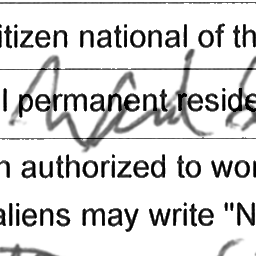 itizen national of th
l permanent reside
n authorized to wor
aliens may write "N